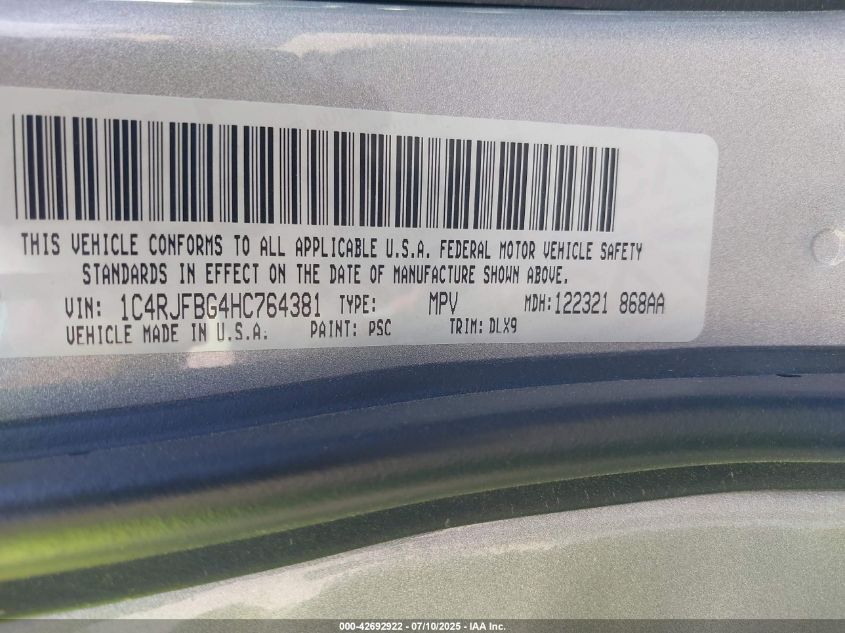 THIS VEHICLE CONFORMS TO ALL APPLICABLE U.S.A. FEDERAL MOTOR VEHICLE SAFETY
STANDARDS IN EFFECT ON THE DATE OF MANUFACTURE SHOWN ABOVE.
VIN: 1C4RJFBG4HC764381 TYPE: MPV MDH:122321 868AA
VEHICLE MADE IN U.S.A. PAINT: PSC TRIM: DLX9
000-42692922 - 07/10/2025 - IAA Inc.